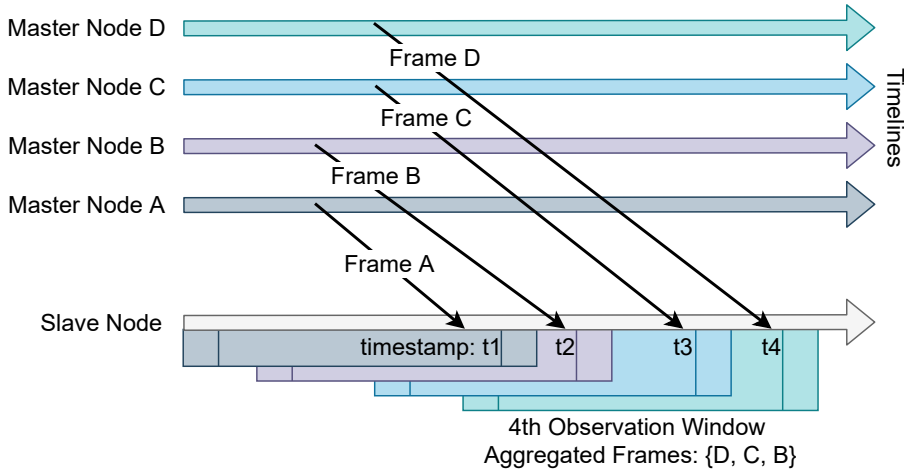 Master Node D
Frame D
Master Node C
Frame C
Timelines
Master Node B
Frame B
Master Node A
Frame A
Slave Node
timestamp: t1
t2
t3
t4
4th Observation Window
Aggregated Frames: {D, C, B}